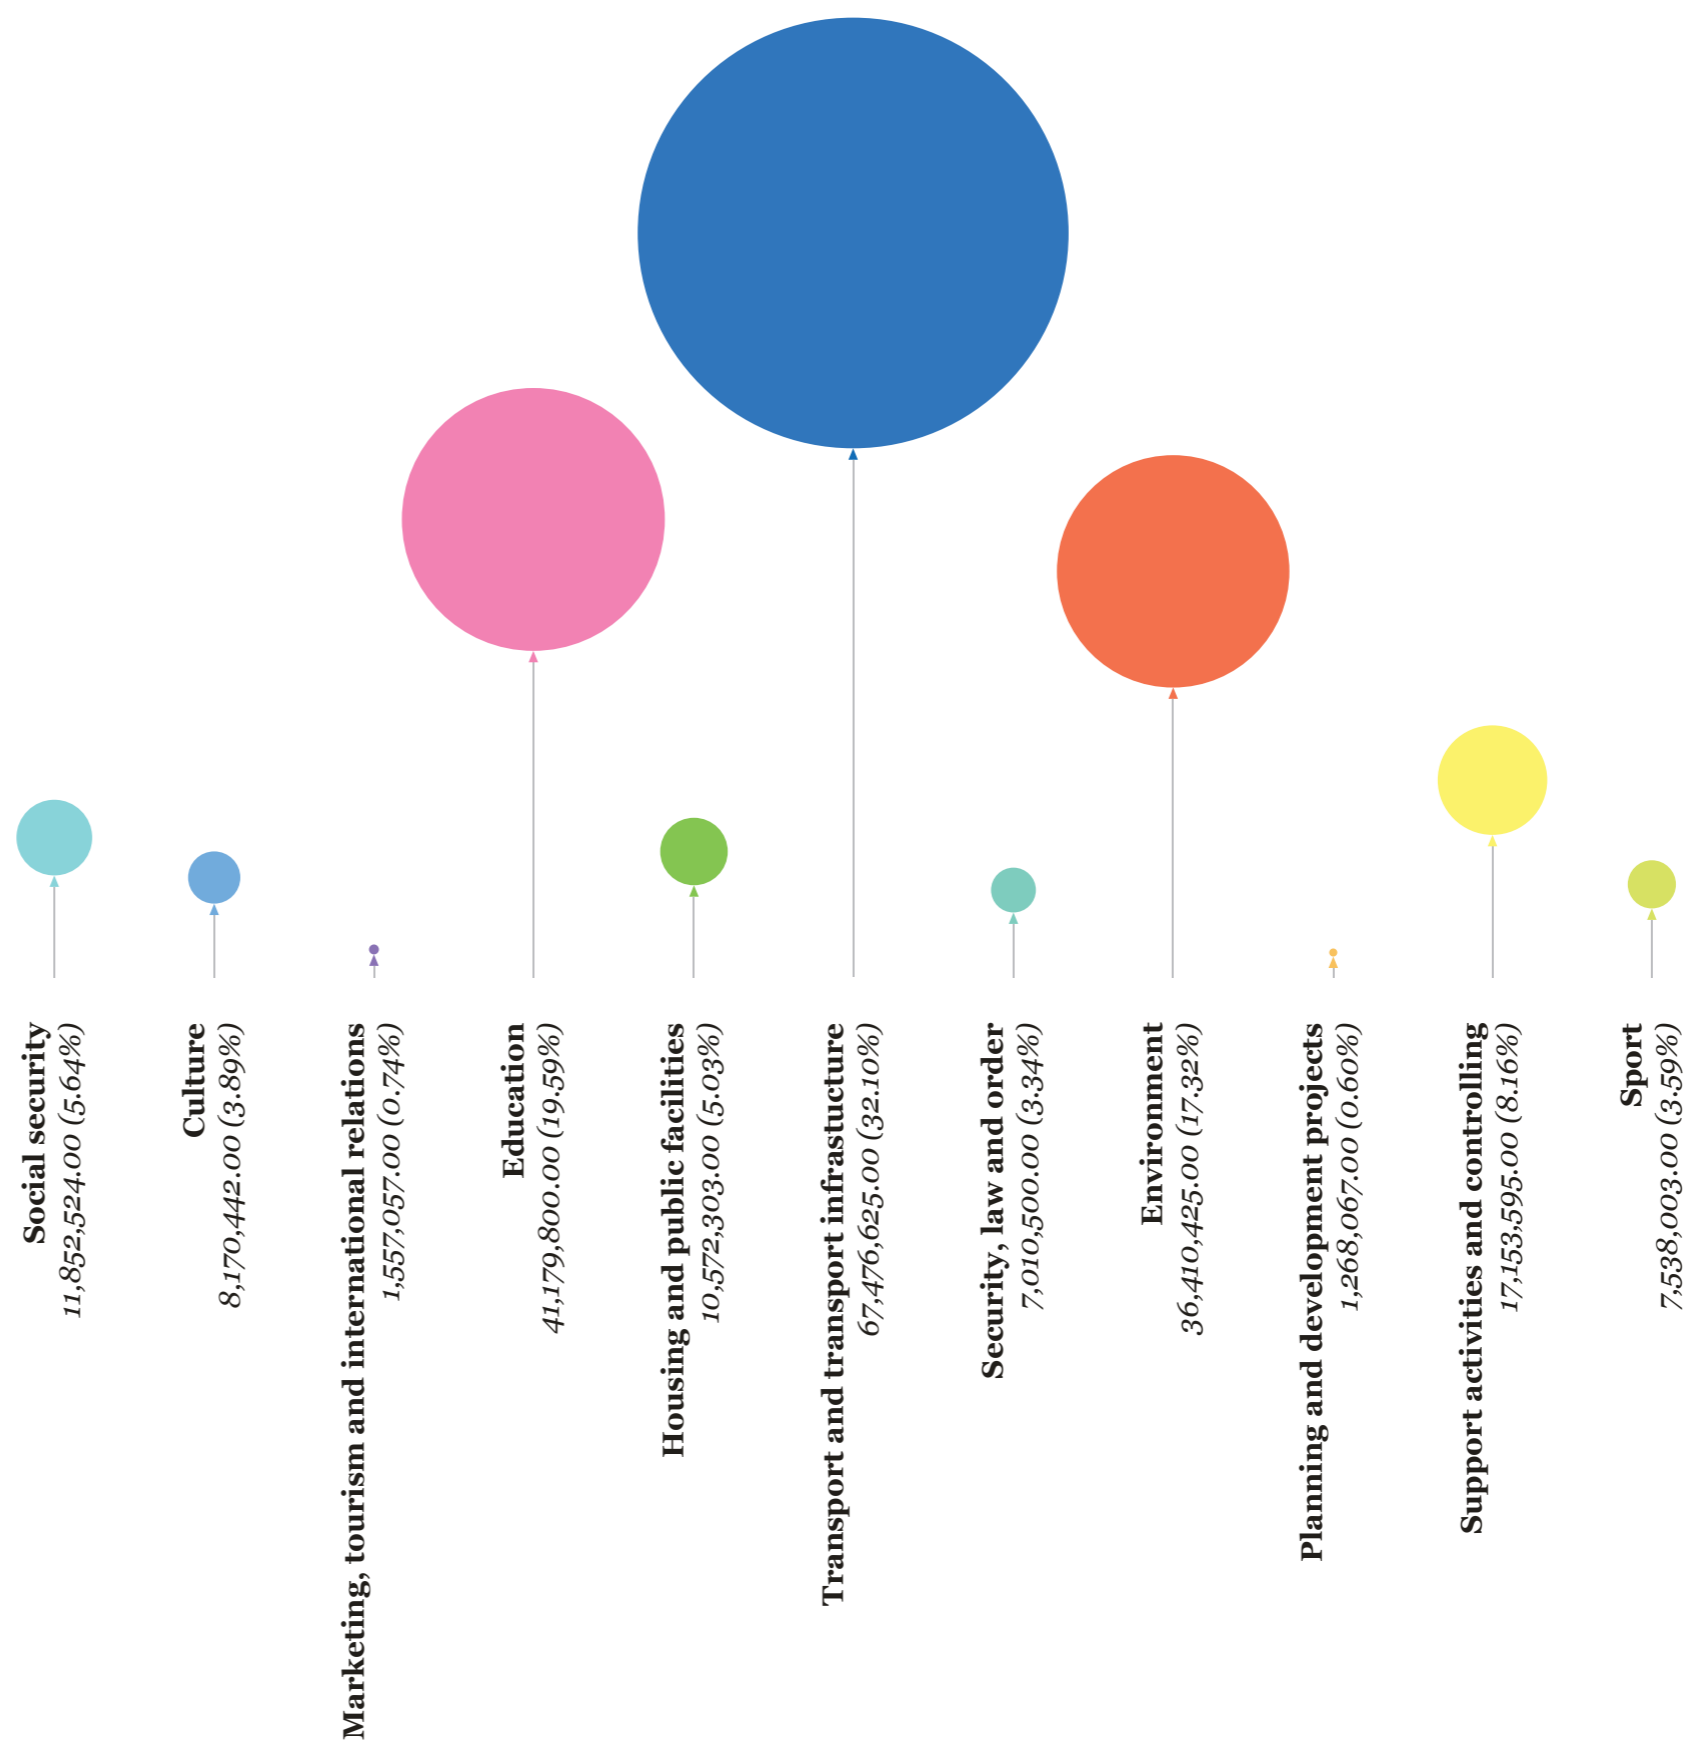 Social security
11,852,524.00 (5.64%)
Culture
8,170,442.00 (3.89%)
Marketing, tourism and international relations
1,557,057.00 (0.74%)
Education
41,179,800.00 (19.59%)
Housing and public facilities
10,572,303.00 (5.03%)
Transport and transport infrastucture
67,476,625.00 (32.10%)
Security, law and order
7,010,500.00 (3.34%)
Environment
36,410,425.00 (17.32%)
Planning and development projects
1,268,067.00 (0.60%)
Support activities and controlling
17,153,595.00 (8.16%)
Sport
7,538,003.00 (3.59%)